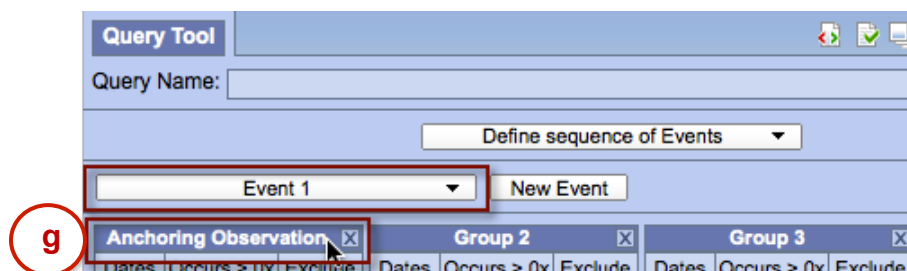 Query Tool
Query Name:
Define sequence of Events
Event 1 New Event
g Anchoring Observation X Group 2 X Group 3 X
Dates Occurs > 0x Exclude Dates Occurs > 0x Exclude Dates Occurs > 0x Exclude